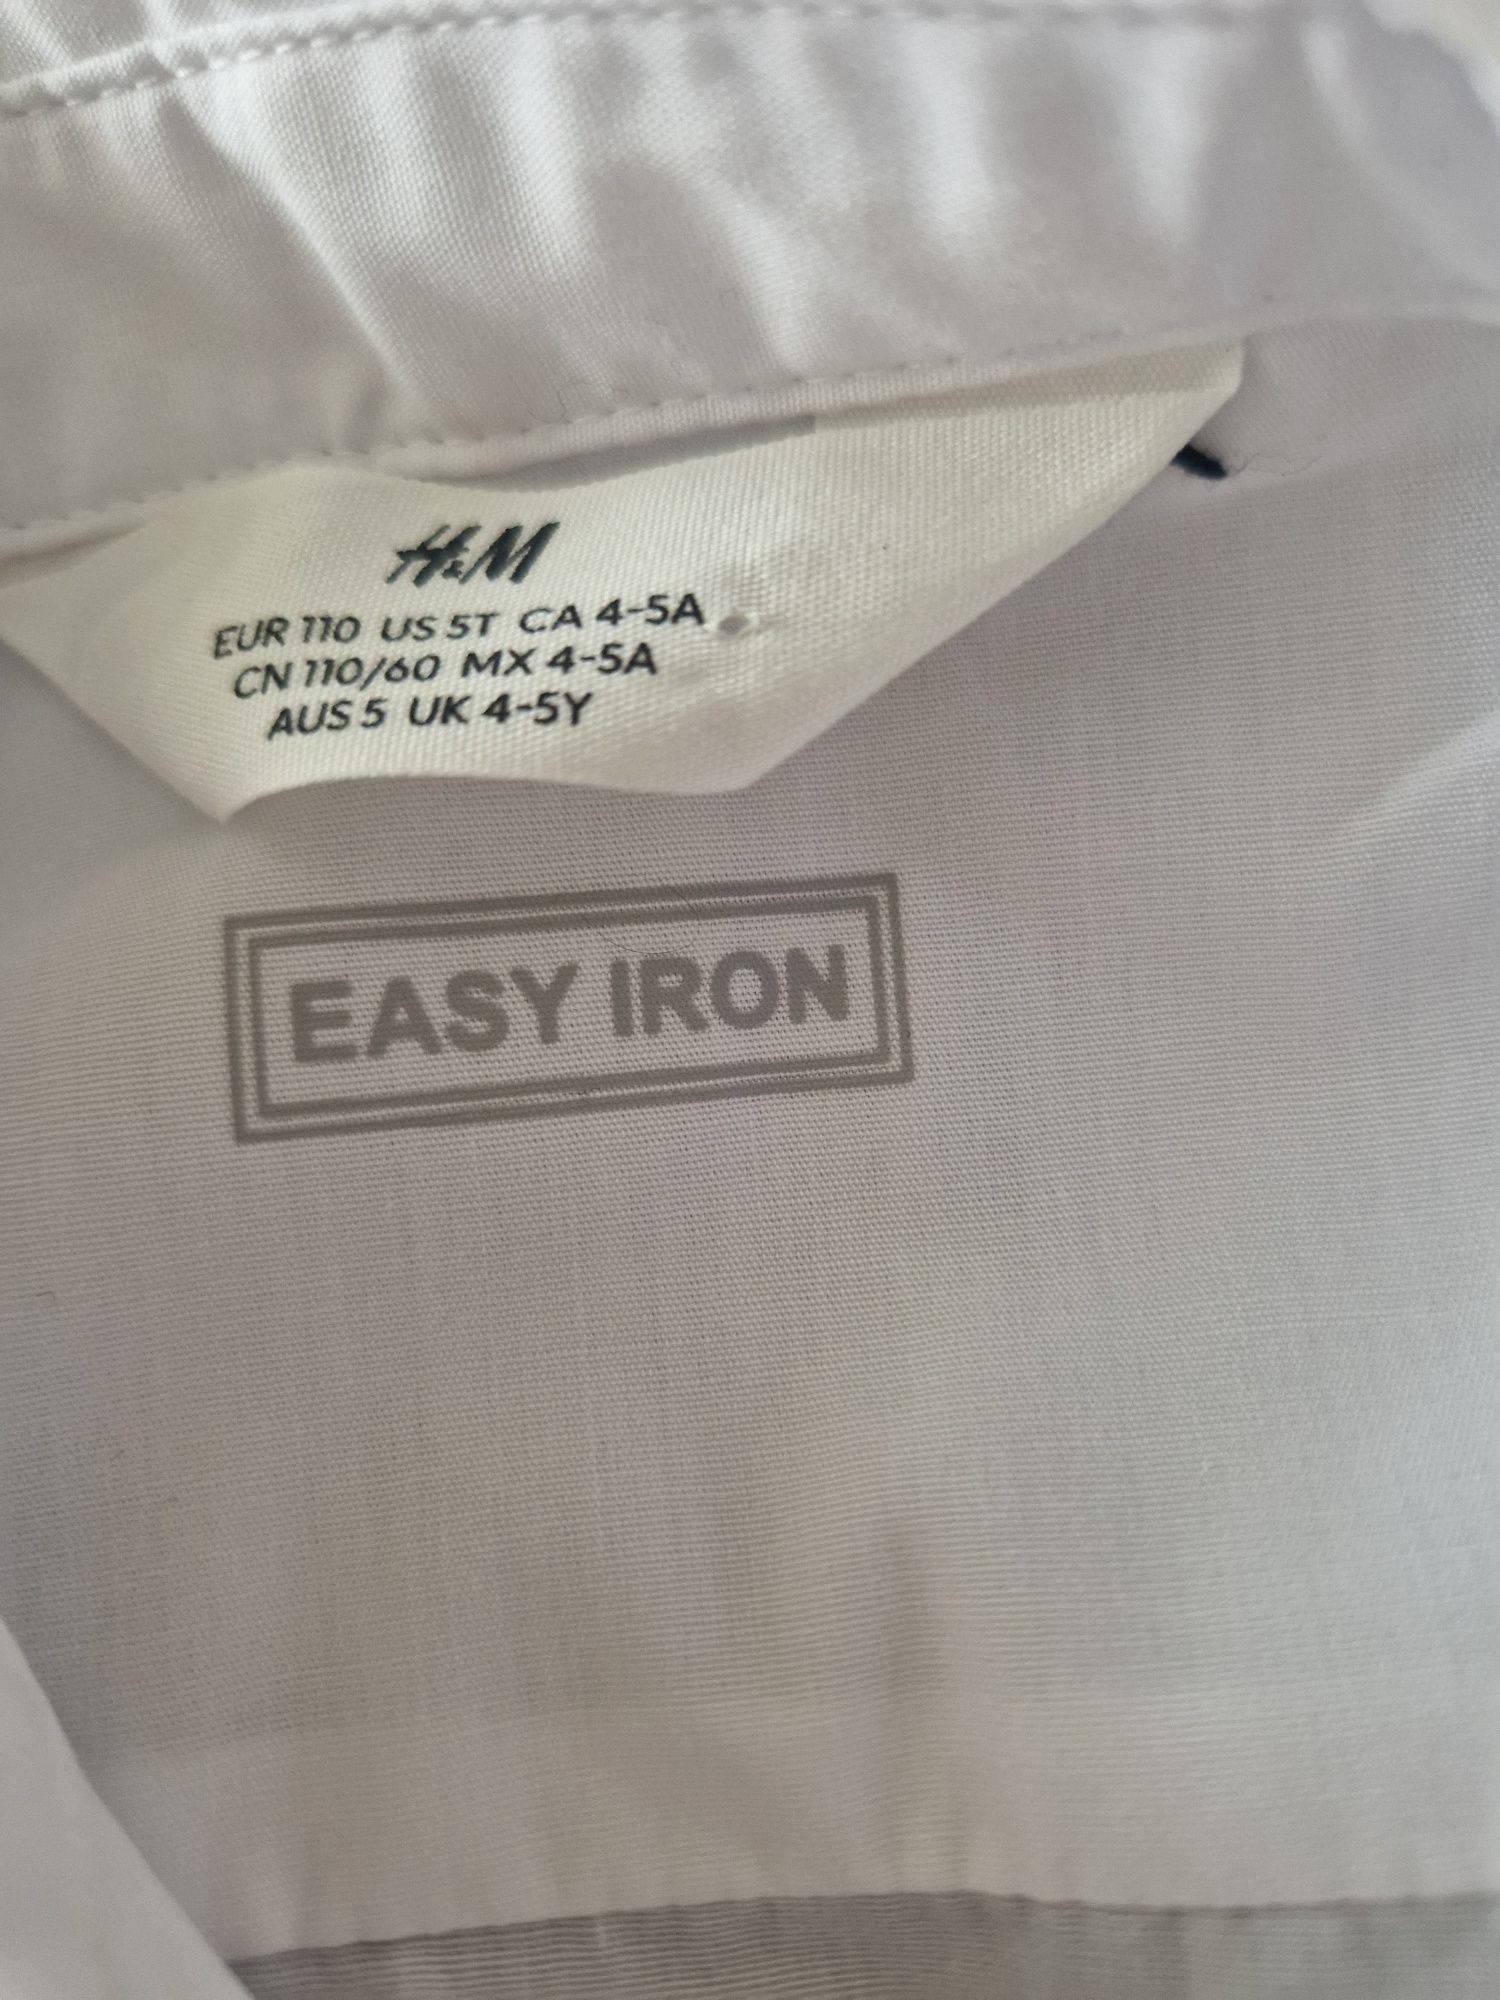 H&M
EUR 110 US 5T CA 4-5A
CN 110/60 MX 4-5A
AUS 5 UK 4-5Y
EASY IRON